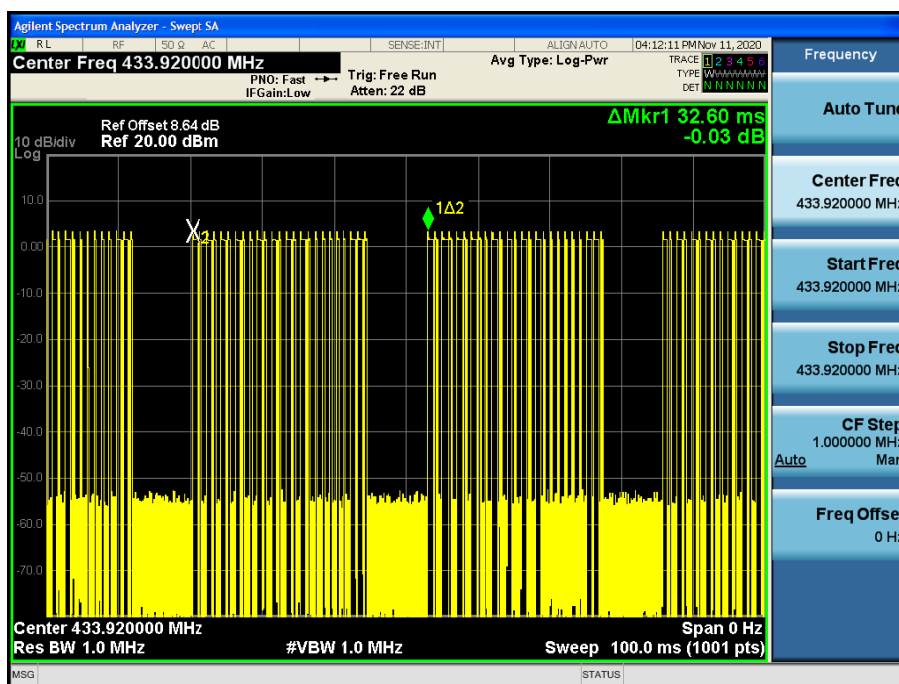 Agilent Spectrum Analyzer - Swept SA
LXI RL RF 50 Ω AC SENSE:INT ALIGN AUTO 04:12:11 PM Nov 11, 2020
Center Freq 433.920000 MHz
PNO: Fast
IFGain:Low
Trig: Free Run
Atten: 22 dB
Avg Type: Log-Pwr
TRACE 1 2 3 4 5 6
TYPE W
DET N N N N N N
Frequency
ΔMkr1 32.60 ms
-0.03 dB
Ref Offset 8.64 dB
10 dB/div Ref 20.00 dBm
Log
10.0
0.00
-10.0
-20.0
-30.0
-40.0
-50.0
-60.0
-70.0
X2
1Δ2
Center 433.920000 MHz Span 0 Hz
Res BW 1.0 MHz #VBW 1.0 MHz Sweep 100.0 ms (1001 pts)
MSG STATUS
Auto Tune
Center Freq
433.920000 MHz
Start Freq
433.920000 MHz
Stop Freq
433.920000 MHz
CF Step
1.000000 MHz
Auto Man
Freq Offset
0 Hz